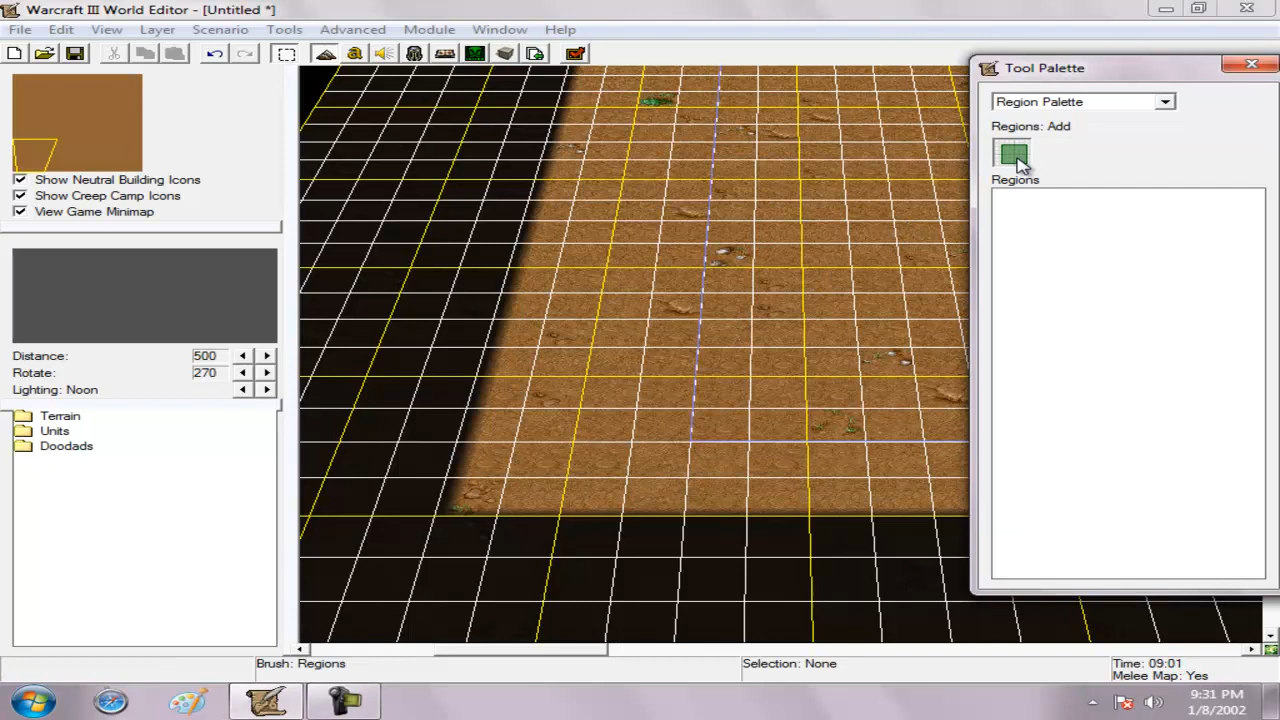 Warcraft III World Editor - [Untitled *]
File Edit View Layer Scenario Tools Advanced Module Window Help
Tool Palette
Region Palette
Regions: Add
Regions
Show Neutral Building Icons
Show Creep Camp Icons
View Game Minimap
Distance: 500
Rotate: 270
Lighting: Noon
Terrain
Units
Doodads
Brush: Regions
Selection: None
Time: 09:01
Melee Map: Yes
9:31 PM
1/8/2002